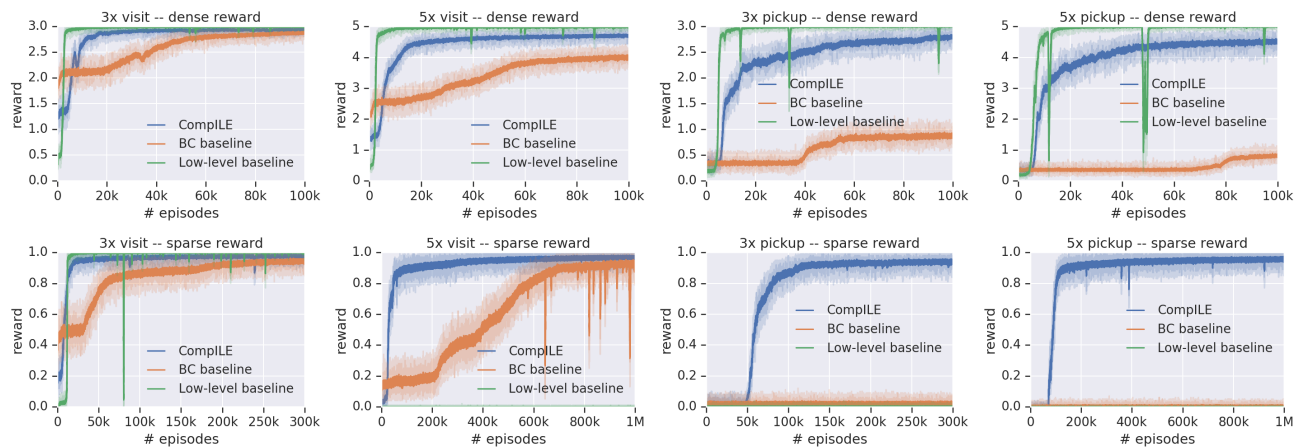 3x visit -- dense reward
3.0
2.5
2.0
1.5
1.0
0.5
0.0
reward
CompILE
BC baseline
Low-level baseline
0 20k 40k 60k 80k 100k
# episodes
5x visit -- dense reward
5
4
3
2
1
0
reward
CompILE
BC baseline
Low-level baseline
0 20k 40k 60k 80k 100k
# episodes
3x pickup -- dense reward
3.0
2.5
2.0
1.5
1.0
0.5
0.0
reward
CompILE
BC baseline
Low-level baseline
0 20k 40k 60k 80k 100k
# episodes
5x pickup -- dense reward
5
4
3
2
1
0
reward
CompILE
BC baseline
Low-level baseline
0 20k 40k 60k 80k 100k
# episodes
3x visit -- sparse reward
1.0
0.8
0.6
0.4
0.2
0.0
reward
CompILE
BC baseline
Low-level baseline
0 50k 100k 150k 200k 250k 300k
# episodes
5x visit -- sparse reward
1.0
0.8
0.6
0.4
0.2
0.0
reward
CompILE
BC baseline
Low-level baseline
0 200k 400k 600k 800k 1M
# episodes
3x pickup -- sparse reward
1.0
0.8
0.6
0.4
0.2
0.0
reward
CompILE
BC baseline
Low-level baseline
0 50k 100k 150k 200k 250k 300k
# episodes
5x pickup -- sparse reward
1.0
0.8
0.6
0.4
0.2
0.0
reward
CompILE
BC baseline
Low-level baseline
0 200k 400k 600k 800k 1M
# episodes